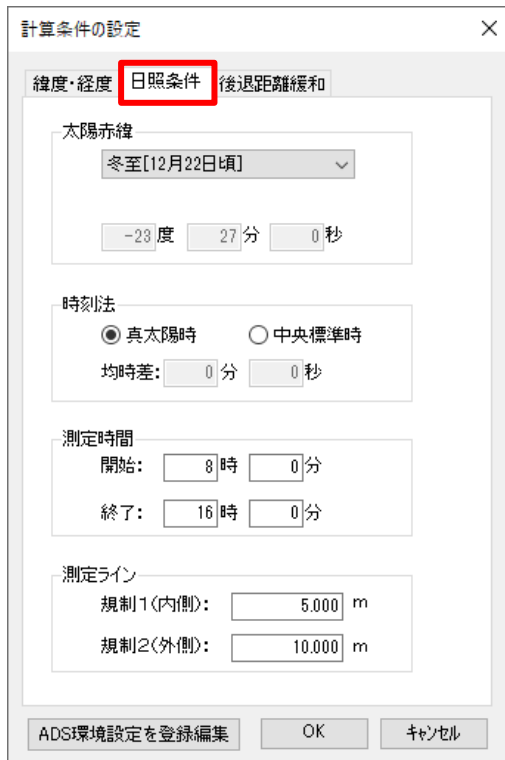 計算条件の設定
緯度・経度 日照条件 後退距離緩和
太陽赤緯
冬至[12月22日頃]
-23 度 27 分 0 秒
時刻法
真太陽時 中央標準時
均時差: 0 分 0 秒
測定時間
開始: 8 時 0 分
終了: 16 時 0 分
測定ライン
規制1(内側): 5.000 m
規制2(外側): 10.000 m
ADS環境設定を登録編集 OK キャンセル